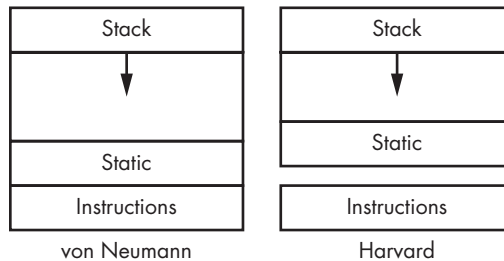 Stack
Static
Instructions
von Neumann
Stack
Static
Instructions
Harvard